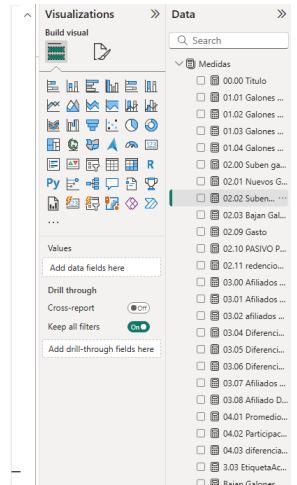 Visualizations
Build visual
R
Py
...
Values
Add data fields here
Drill through
Cross-report
Off
Keep all filters
On
Add drill-through fields here
Data
Search
Medidas
00.00 Titulo
01.01 Galones ...
01.02 Galones ...
01.03 Galones ...
01.04 Galones ...
02.00 Suben ga...
02.01 Nuevos G...
02.02 Suben... ...
02.03 Bajan Gal...
02.09 Gasto
02.10 PASIVO P...
02.11 redencio...
03.00 Afiliados ...
03.01 Afiliados ...
03.02 afiliados ...
03.04 Diferenci...
03.05 Diferenci...
03.06 Diferenci...
03.07 Afiliados ...
03.08 Afiliado D...
04.01 Promedio...
04.02 Participac...
04.03 diferencia...
3.03 EtiquetaAc...
Bajan Galones